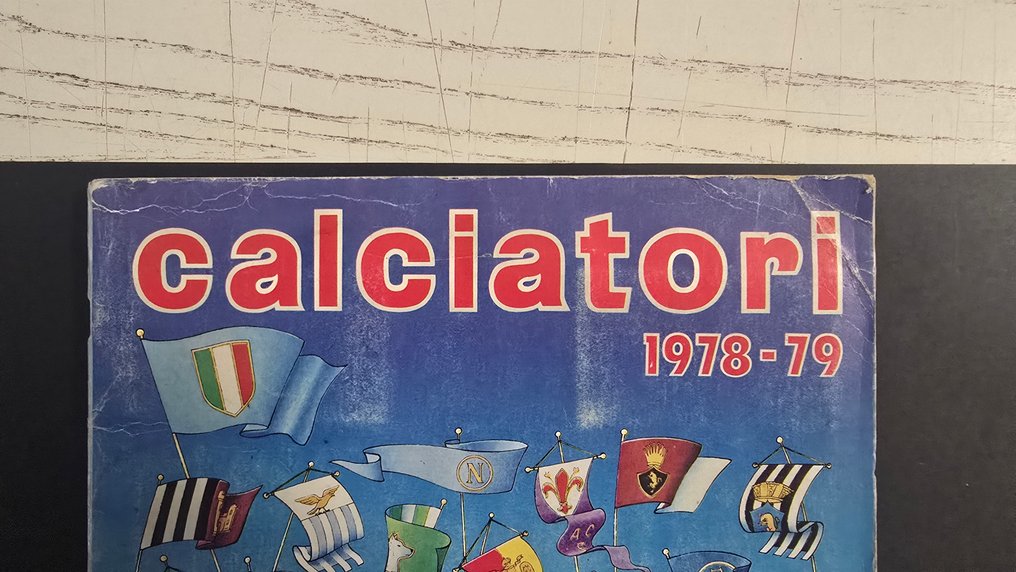 calciatori
1978-79
N
A C